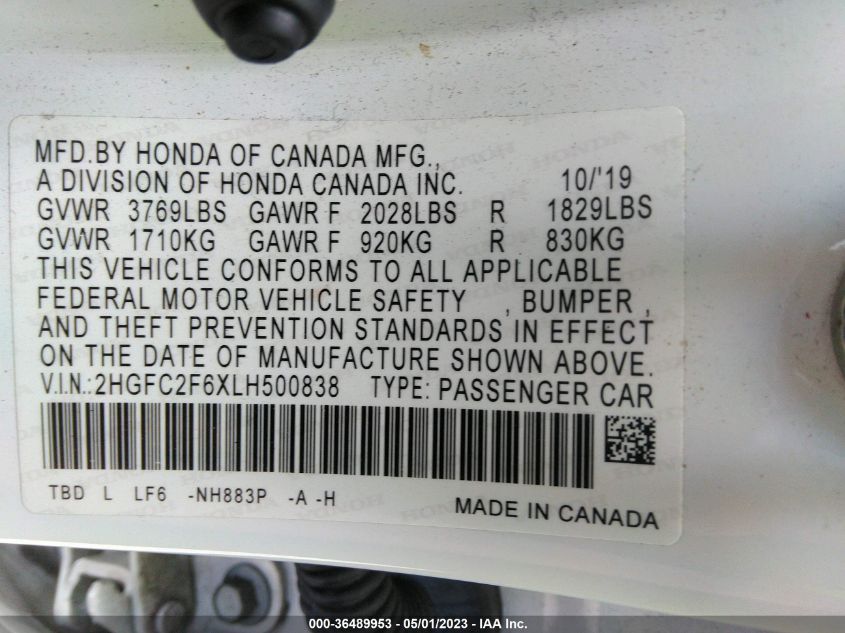 MFD.BY HONDA OF CANADA MFG.,
A DIVISION OF HONDA CANADA INC. 10/'19
GVWR 3769LBS GAWR F 2028LBS R 1829LBS
GVWR 1710KG GAWR F 920KG R 830KG
THIS VEHICLE CONFORMS TO ALL APPLICABLE
FEDERAL MOTOR VEHICLE SAFETY , BUMPER ,
AND THEFT PREVENTION STANDARDS IN EFFECT
ON THE DATE OF MANUFACTURE SHOWN ABOVE.
V.I.N.:2HGFC2F6XLH500838 TYPE: PASSENGER CAR
TBD L LF6 -NH883P -A -H
MADE IN CANADA
000-36489953 - 05/01/2023 - IAA Inc.